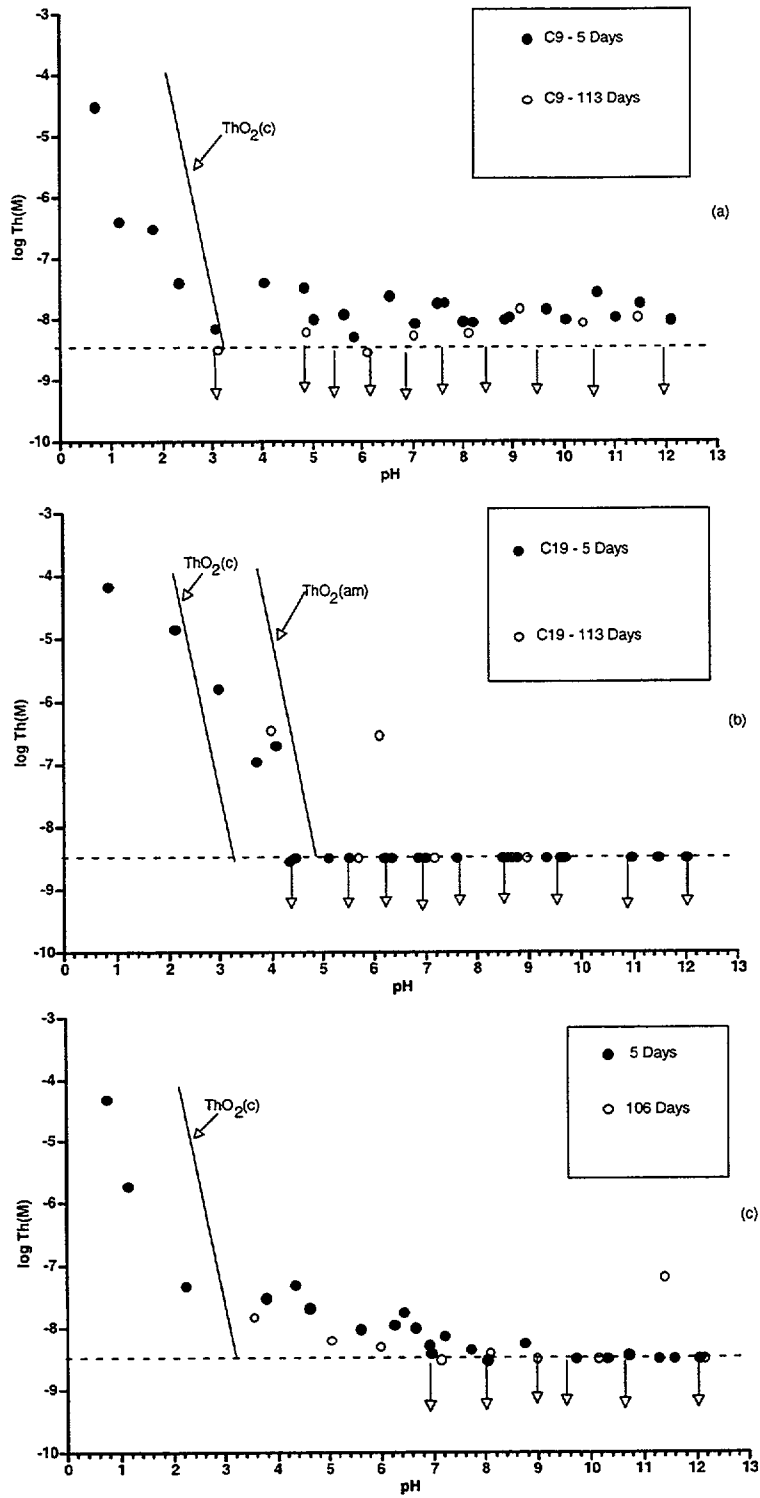 -3
-4
-5
-6
-7
-8
-9
-10
log Th(M)
0 1 2 3 4 5 6 7 8 9 10 11 12 13
pH
ThO2(c)
C9 - 5 Days
C9 - 113 Days
(a)
-3
-4
-5
-6
-7
-8
-9
-10
log Th(M)
0 1 2 3 4 5 6 7 8 9 10 11 12 13
pH
ThO2(c)
ThO2(am)
C19 - 5 Days
C19 - 113 Days
(b)
-3
-4
-5
-6
-7
-8
-9
-10
log Th(M)
0 1 2 3 4 5 6 7 8 9 10 11 12 13
pH
ThO2(c)
5 Days
106 Days
(c)